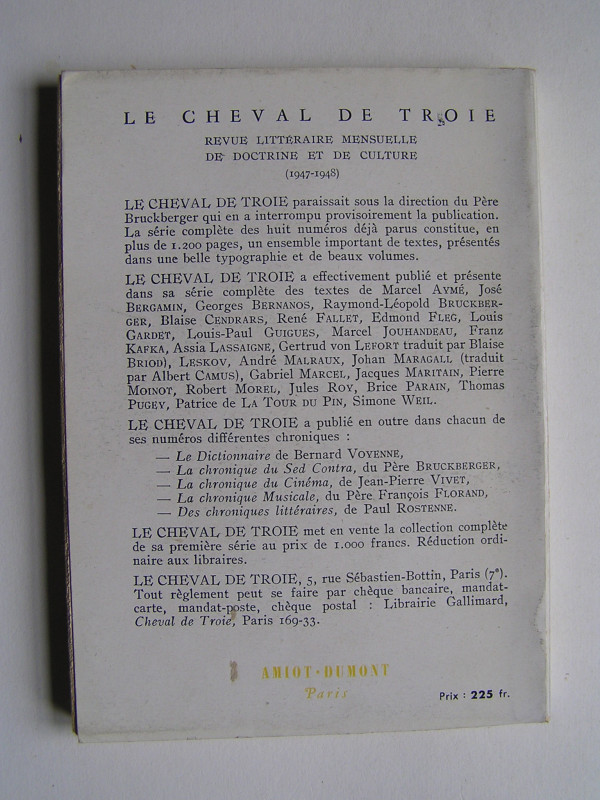 LE CHEVAL DE TROIE
REVUE LITTÉRAIRE MENSUELLE
DE DOCTRINE ET DE CULTURE
(1947-1948)
LE CHEVAL DE TROIE paraissait sous la direction du Père
Bruckberger qui en a interrompu provisoirement la publication.
La série complète des huit numéros déjà parus constitue, en
plus de 1.200 pages, un ensemble important de textes, présentés
dans une belle typographie et de beaux volumes.
LE CHEVAL DE TROIE a effectivement publié et présente
dans sa série complète des textes de Marcel AYMÉ, José
BERGAMIN, Georges BERNANOS, Raymond-Léopold BRUCKBER-
GER, Blaise CENDRARS, René FALLET, Edmond FLEG, Louis
GARDET, Louis-Paul GUIGUES, Marcel JOUHANDEAU, Franz
KAFKA, Assia LASSAIGNE, Gertrud von LEFORT (traduit par Blaise
BRIOD), LESKOV, André MALRAUX, Johan MARAGALL (traduit
par Albert CAMUS), Gabriel MARCEL, Jacques MARITAIN, Pierre
MOINOT, Robert MOREL, Jules ROY, Brice PARAIN, Thomas
PUGEY, Patrice de LA TOUR DU PIN, Simone WEIL.
LE CHEVAL DE TROIE a publié en outre dans chacun de
ses numéros différentes chroniques :
— Le Dictionnaire de Bernard VOYENNE,
— La chronique du Sed Contra, du Père BRUCKBERGER,
— La chronique du Cinéma, de Jean-Pierre VIVET,
— La chronique Musicale, du Père François FLORAND,
— Des chroniques littéraires, de Paul ROSTENNE.
LE CHEVAL DE TROIE met en vente la collection complète
de sa première série au prix de 1.000 francs. Réduction ordi-
naire aux libraires.
LE CHEVAL DE TROIE, 5, rue Sébastien-Bottin, Paris (7e).
Tout règlement peut se faire par chèque bancaire, mandat-
carte, mandat-poste, chèque postal : Librairie Gallimard,
Cheval de Troie, Paris 169-33.
AMIOT-DUMONT
Paris
Prix : 225 fr.